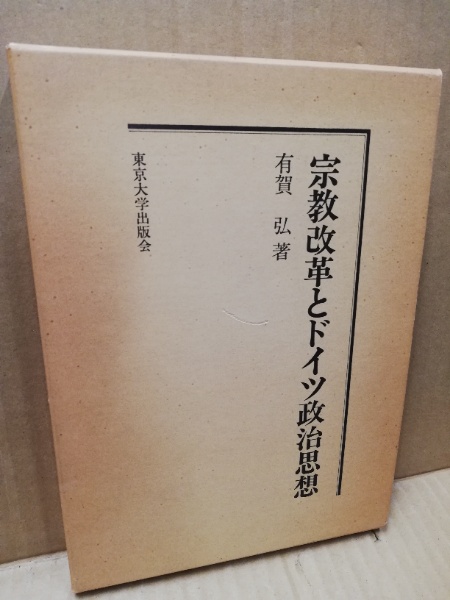 宗教改革とドイツ政治思想
有賀 弘 著
東京大学出版会